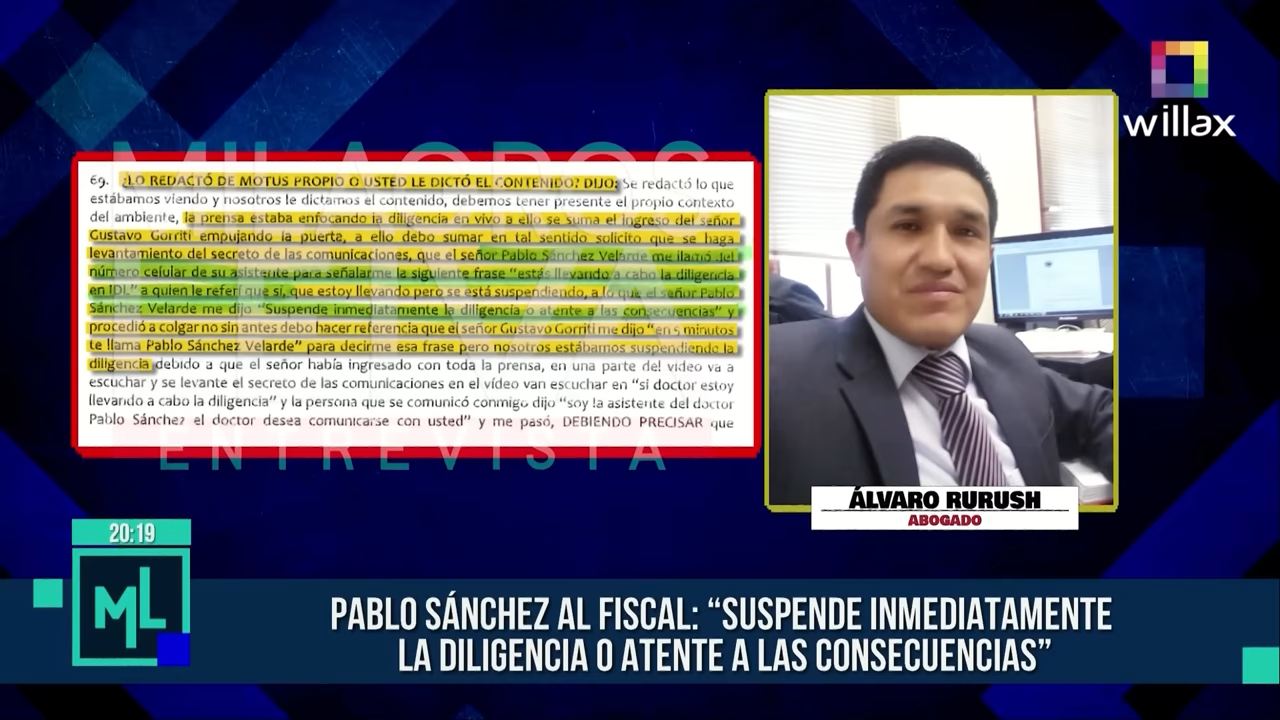 willax
MILAGROS
69. ¿LO REDACTÓ DE MOTUS PROPIO O USTED LE DICTÓ EL CONTENIDO? DIJO: Se redactó lo que
estábamos viendo y nosotros le dictamos el contenido, debemos tener presente el propio contexto
del ambiente, la prensa estaba enfocando la diligencia en vivo a ello se suma el ingreso del señor
Gustavo Gorriti empujando la puerta, a ello debo sumar en tal sentido solicito que se haga
levantamiento del secreto de las comunicaciones, que el señor Pablo Sánchez Velarde me llamó del
número celular de su asistente para señalarme la siguiente frase "estás llevando a cabo la diligencia
en IDL" a quien le referí que si, que estoy llevando pero se está suspendiendo, a lo que el señor Pablo
Sánchez Velarde me dijo "Suspende inmediatamente la diligencia o atente a las consecuencias" y
procedió a colgar no sin antes debo hacer referencia que el señor Gustavo Gorriti me dijo "en 5 minutos
te llama Pablo Sánchez Velarde" para decirme esa frase pero nosotros estábamos suspendiendo la
diligencia debido a que el señor había ingresado con toda la prensa, en una parte del video va a
escuchar y se levante el secreto de las comunicaciones en el vídeo van escuchar en "si doctor estoy
llevando a cabo la diligencia" y la persona que se comunicó conmigo dijo "soy la asistente del doctor
Pablo Sánchez el doctor desea comunicarse con usted" y me pasó, DEBIENDO PRECISAR que
ENTREVISTA
ÁLVARO RURUSH
ABOGADO
20:19
ML
PABLO SÁNCHEZ AL FISCAL: “SUSPENDE INMEDIATAMENTE
LA DILIGENCIA O ATENTE A LAS CONSECUENCIAS”